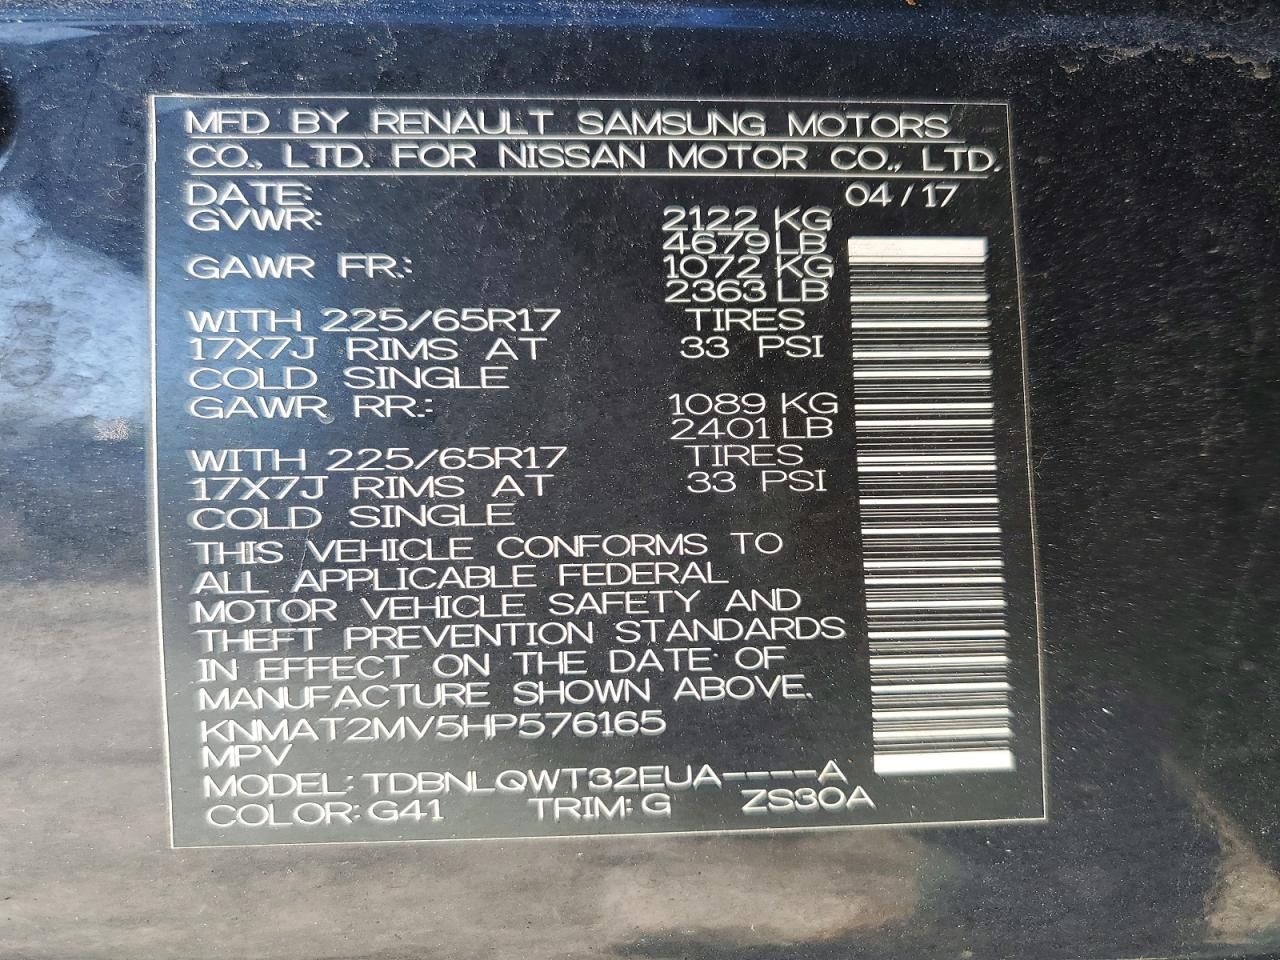 MFD BY RENAULT SAMSUNG MOTORS
CO., LTD. FOR NISSAN MOTOR CO., LTD.
DATE: 04 / 17
GVWR: 2122 KG
4679 LB
GAWR FR.: 1072 KG
2363 LB
WITH 225/65R17 TIRES
17X7J RIMS AT 33 PSI
COLD SINGLE
GAWR RR.: 1089 KG
2401 LB
WITH 225/65R17 TIRES
17X7J RIMS AT 33 PSI
COLD SINGLE
THIS VEHICLE CONFORMS TO
ALL APPLICABLE FEDERAL
MOTOR VEHICLE SAFETY AND
THEFT PREVENTION STANDARDS
IN EFFECT ON THE DATE OF
MANUFACTURE SHOWN ABOVE.
KNMAT2MV5HP576165
MPV
MODEL: TDBNLQWT32EUA----A
COLOR: G41 TRIM: G ZS30A